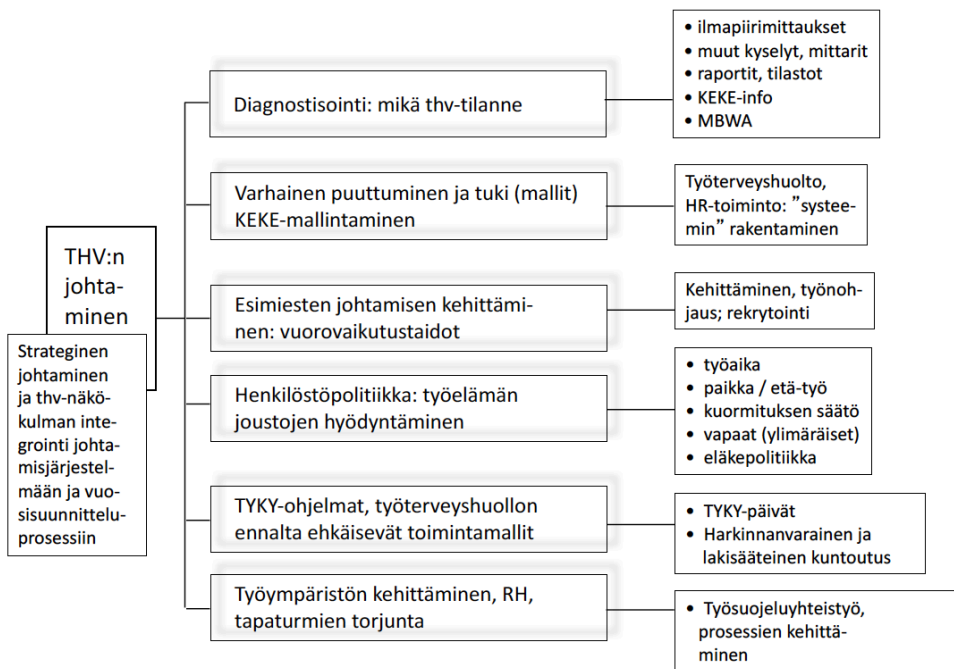 THV:n
johta-
minen
Strateginen
johtaminen
ja thv-näkö-
kulman inte-
grointi johta-
misjärjestel-
mään ja vuo-
sisuunnittelu-
prosessiin
Diagnostisointi: mikä thv-tilanne
• ilmapiirimittaukset
• muut kyselyt, mittarit
• raportit, tilastot
• KEKE-info
• MBWA
Varhainen puuttuminen ja tuki (mallit)
KEKE-mallintaminen
Työterveyshuolto,
HR-toiminto: ”systee-
min” rakentaminen
Esimiesten johtamisen kehittämi-
nen: vuorovaikutustaidot
Kehittäminen, työnoh-
jaus; rekrytointi
Henkilöstöpolitiikka: työelämän
joustojen hyödyntäminen
• työaika
• paikka / etä-työ
• kuormituksen säätö
• vapaat (ylimäräiset)
• eläkepolitiikka
TYKY-ohjelmat, työterveyshuollon
ennalta ehkäisevät toimintamallit
• TYKY-päivät
• Harkinnanvarainen ja
lakisääteinen kuntoutus
Työympäristön kehittäminen, RH,
tapaturmien torjunta
• Työsuojeluyhteistyö,
prosessien kehittä-
minen